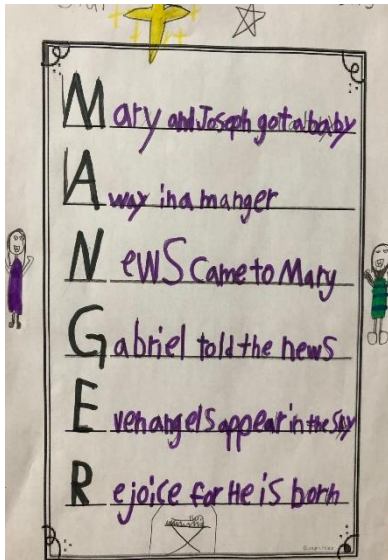 Mary and Joseph got a baby
Away in a manger
News came to Mary
Gabriel told the news
Even angels appear in the Sky
Rejoice for He is born